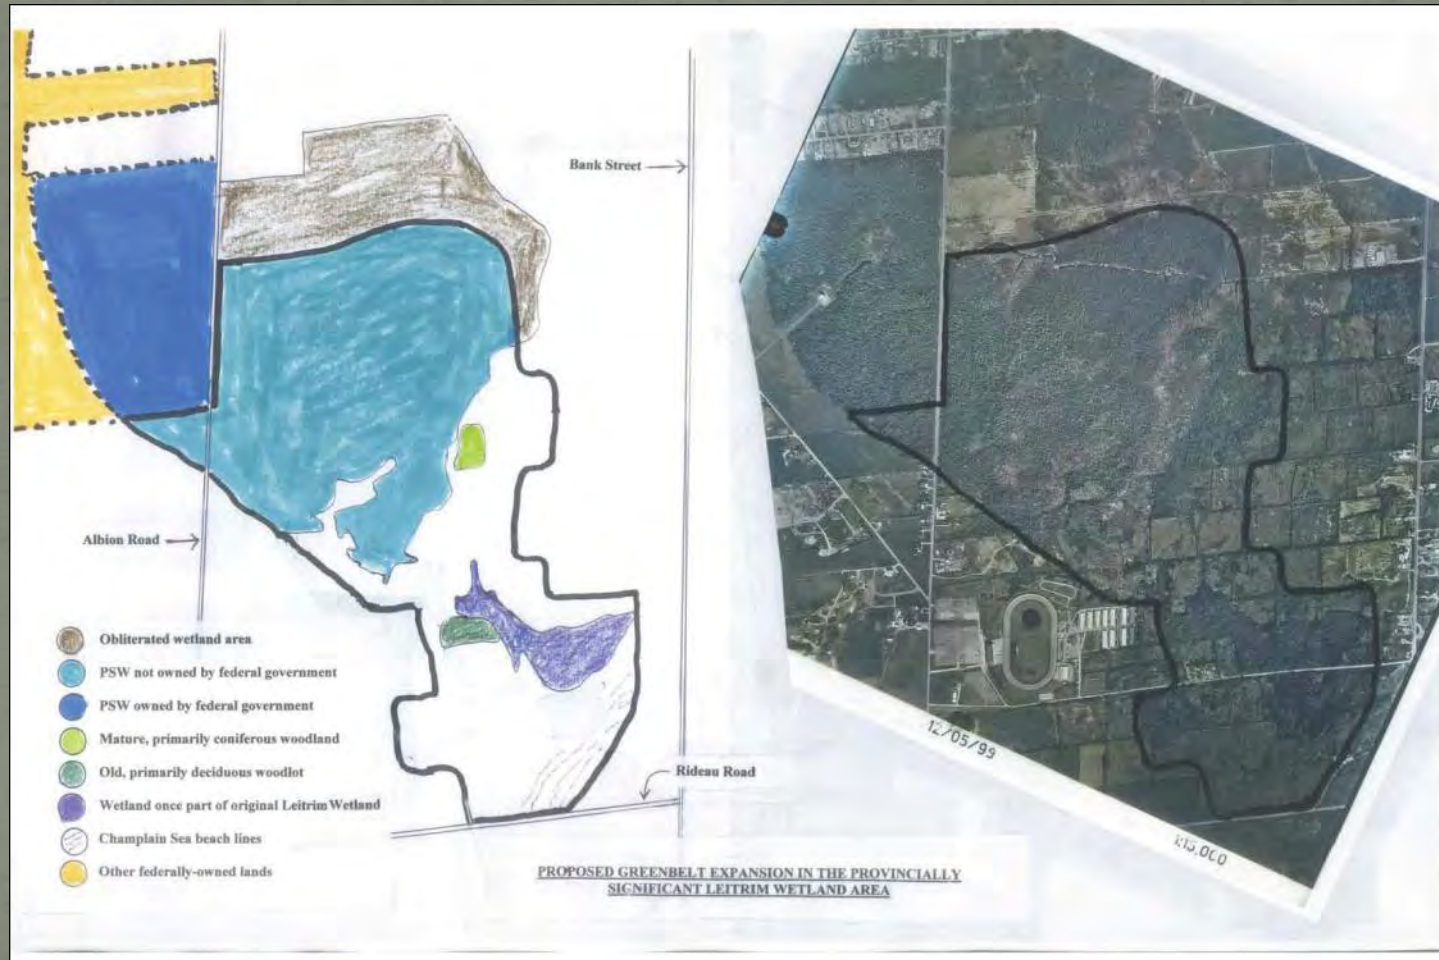 Bank Street
Albion Road
Obliterated wetland area
PSW not owned by federal government
PSW owned by federal government
Mature, primarily coniferous woodland
Old, primarily deciduous woodlot
Wetland once part of original Leitrim Wetland
Champlain Sea beach lines
Other federally-owned lands
Rideau Road
PROPOSED GREENBELT EXPANSION IN THE PROVINCIALLY
SIGNIFICANT LEITRIM WETLAND AREA
12/05/99
1:15,000